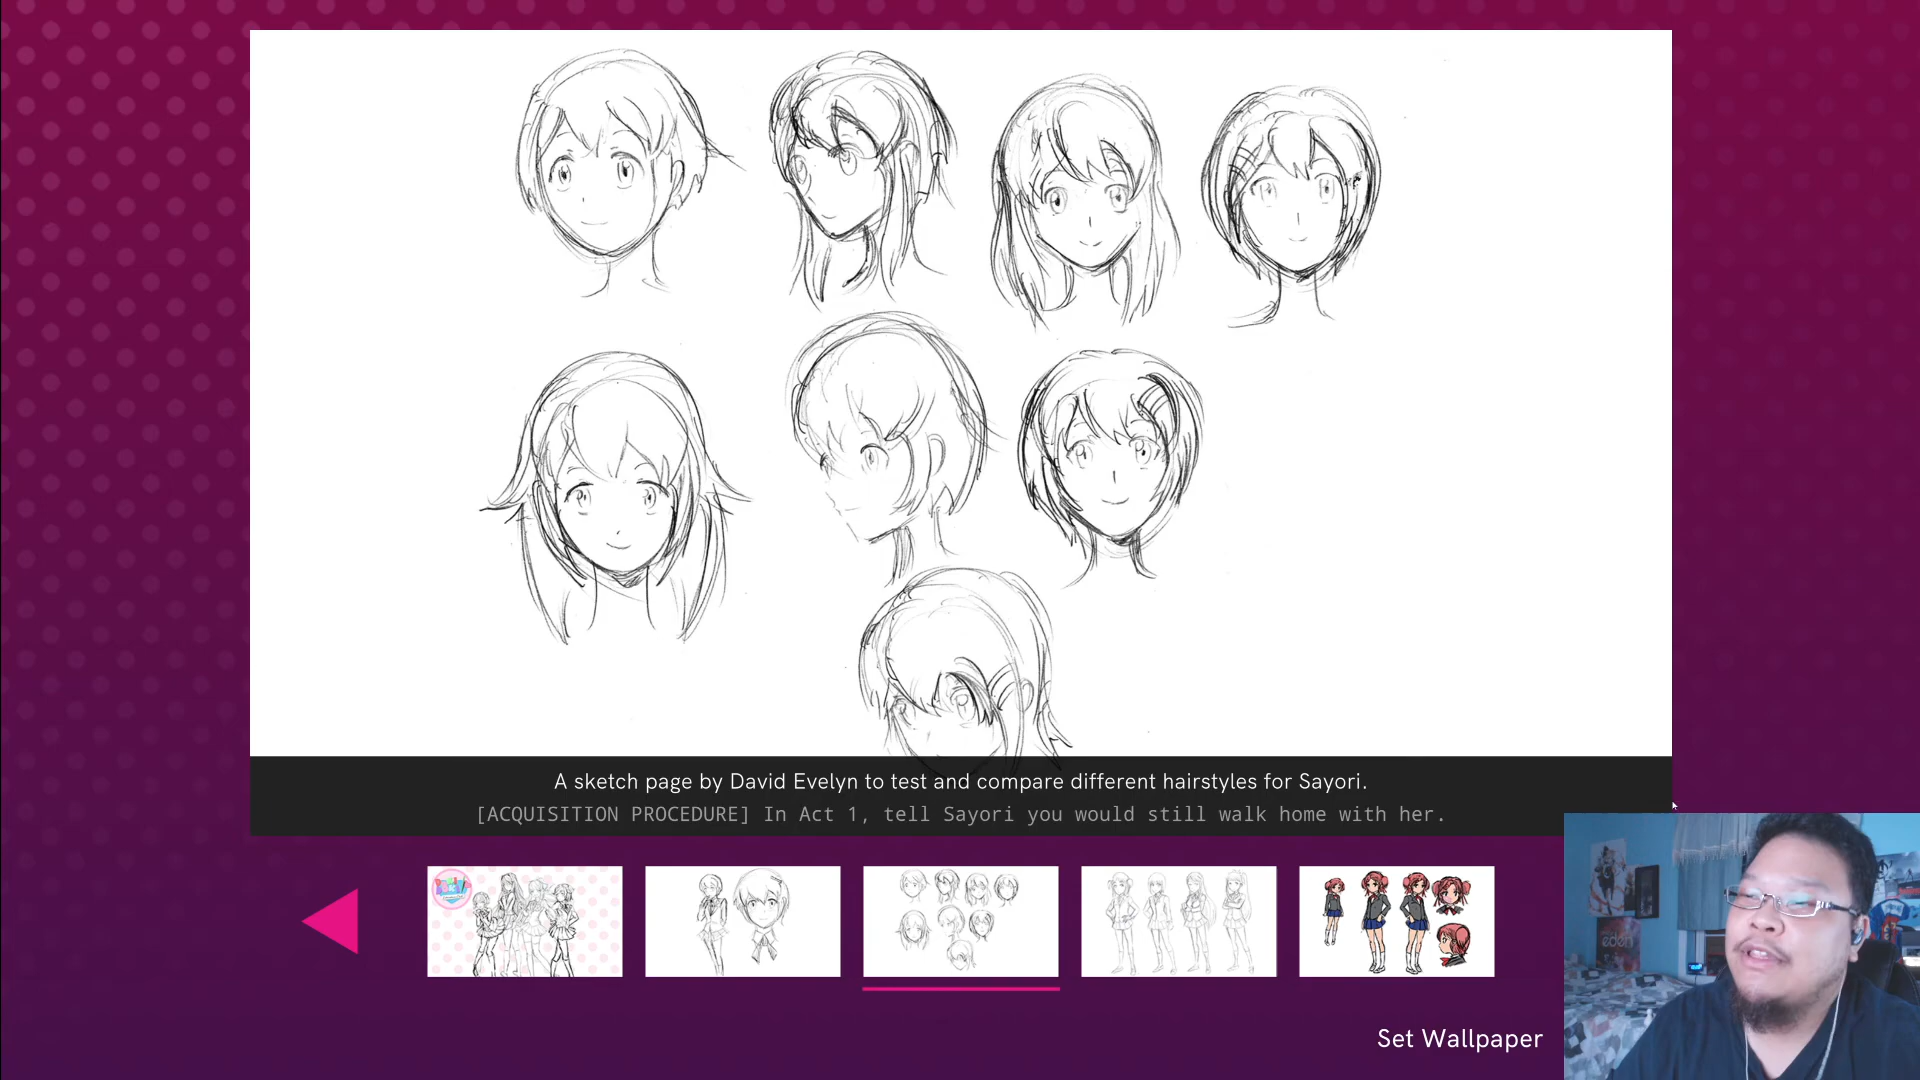 A sketch page by David Evelyn to test and compare different hairstyles for Sayori.
[ACQUISITION PROCEDURE] In Act 1, tell Sayori you would still walk home with her.
Set Wallpaper
eden